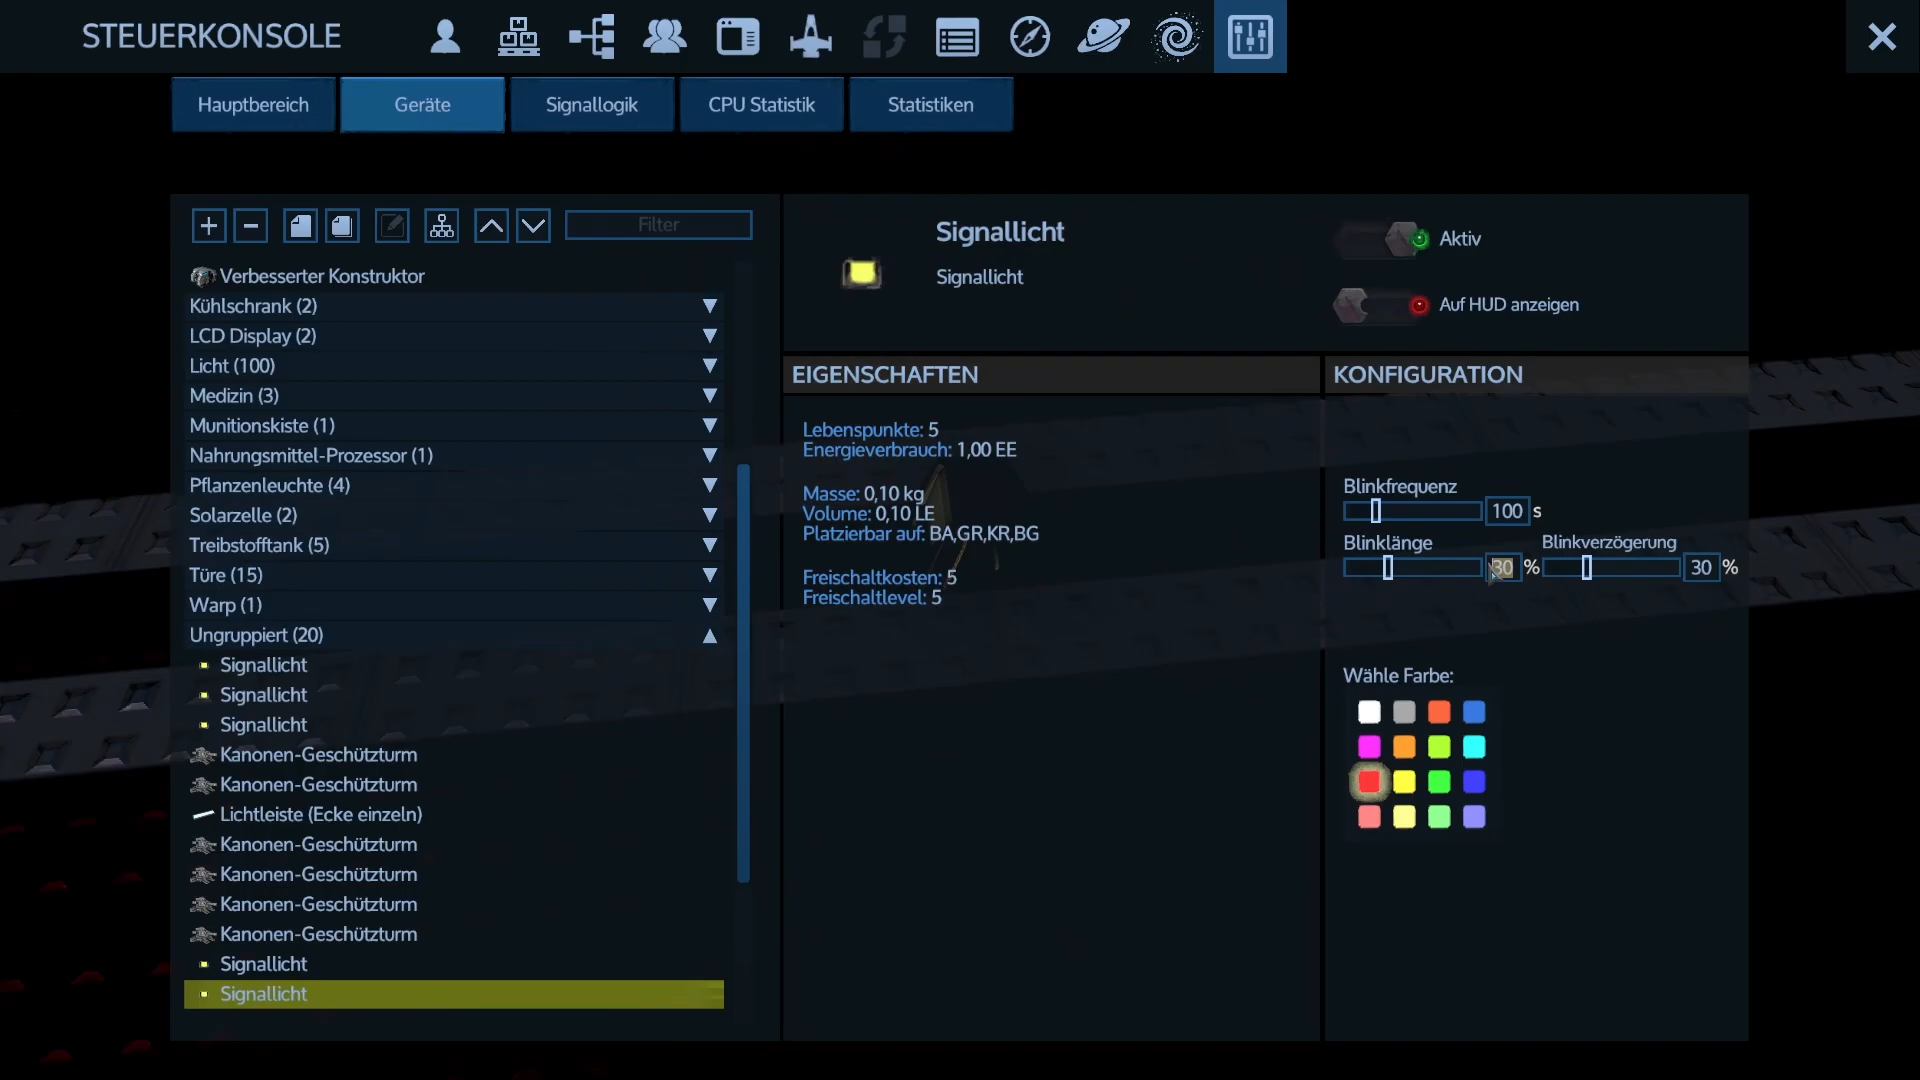 STEUERKONSOLE
Hauptbereich
Geräte
Signallogik
CPU Statistik
Statistiken
Filter
Verbesserter Konstruktor
Kühlschrank (2)
LCD Display (2)
Licht (100)
Medizin (3)
Munitionskiste (1)
Nahrungsmittel-Prozessor (1)
Pflanzenleuchte (4)
Solarzelle (2)
Treibstofftank (5)
Türe (15)
Warp (1)
Ungruppiert (20)
Signallicht
Signallicht
Signallicht
Kanonen-Geschützturm
Kanonen-Geschützturm
Lichtleiste (Ecke einzeln)
Kanonen-Geschützturm
Kanonen-Geschützturm
Kanonen-Geschützturm
Kanonen-Geschützturm
Signallicht
Signallicht
Signallicht
Signallicht
Aktiv
Auf HUD anzeigen
EIGENSCHAFTEN
Lebenspunkte: 5
Energieverbrauch: 1,00 EE
Masse: 0,10 kg
Volume: 0,10 LE
Platzierbar auf: BA,GR,KR,BG
Freischaltkosten: 5
Freischaltlevel: 5
KONFIGURATION
Blinkfrequenz
100 s
Blinklänge
30 %
Blinkverzögerung
30 %
Wähle Farbe: